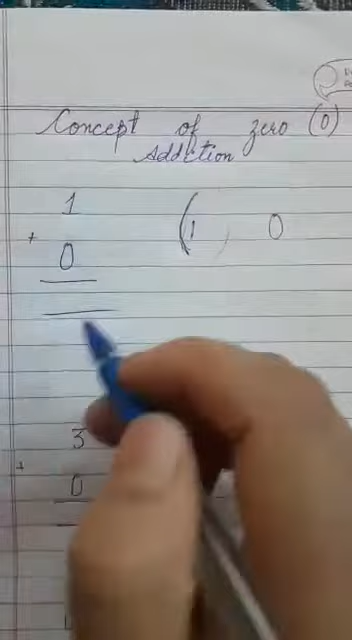 Concept of zero (0)
Addition
1 (1, 0
+
0
3
+
0